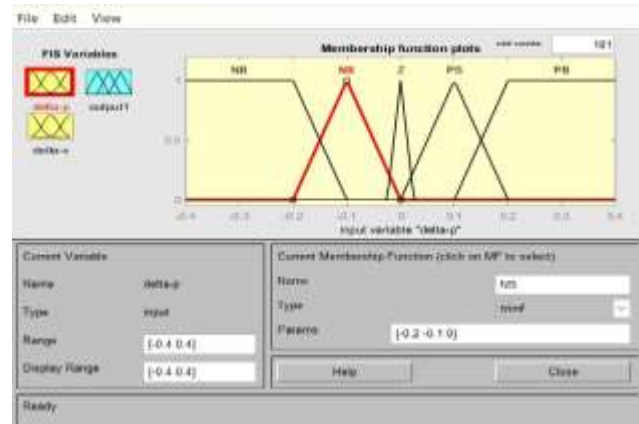 File Edit View
FIS Variables
delta-p
output1
delta-v
Membership function plots
plot points:
181
NB NS Z PS PB
1
0.5
0
-0.4 -0.3 -0.2 -0.1 0 0.1 0.2 0.3 0.4
input variable "delta-p"
Current Variable
Name delta-p
Type input
Range [-0.4 0.4]
Display Range [-0.4 0.4]
Current Membership Function (click on MF to select)
Name NS
Type trimf
Params [-0.2 -0.1 0]
Help Close
Ready